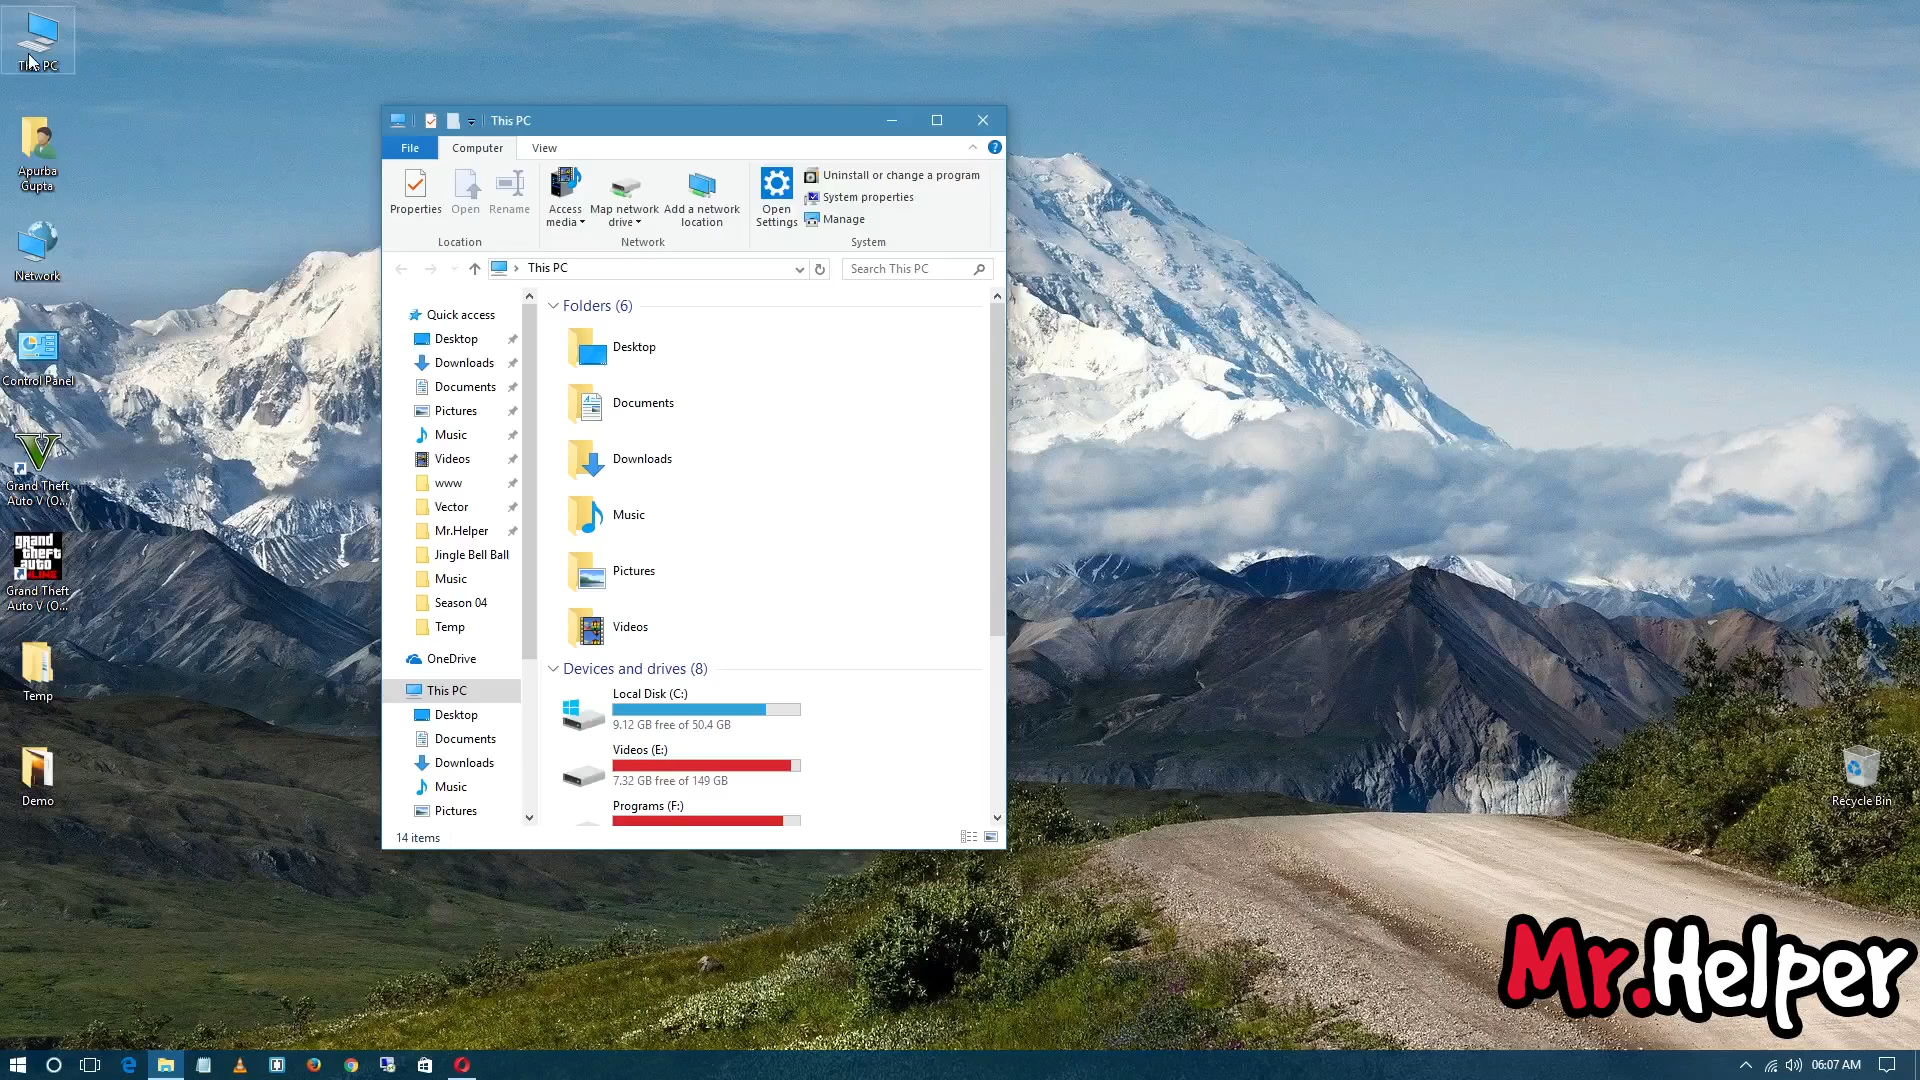 This PC
Apurba
Gupta
Network
Control Panel
Grand Theft
Auto V (O...
grand
theft
auto
Grand Theft
Auto V (O...
Temp
Demo
This PC
File
Computer
View
Properties
Open
Rename
Location
Access
media
Map network
drive
Add a network
location
Network
Open
Settings
Uninstall or change a program
System properties
Manage
System
This PC
Search This PC
Quick access
Desktop
Downloads
Documents
Pictures
Music
Videos
www
Vector
Mr.Helper
Jingle Bell Ball
Music
Season 04
Temp
OneDrive
This PC
Desktop
Documents
Downloads
Music
Pictures
Folders (6)
Desktop
Documents
Downloads
Music
Pictures
Videos
Devices and drives (8)
Local Disk (C:)
9.12 GB free of 50.4 GB
Videos (E:)
7.32 GB free of 149 GB
Programs (F:)
14 items
Recycle Bin
Mr.Helper
06:07 AM